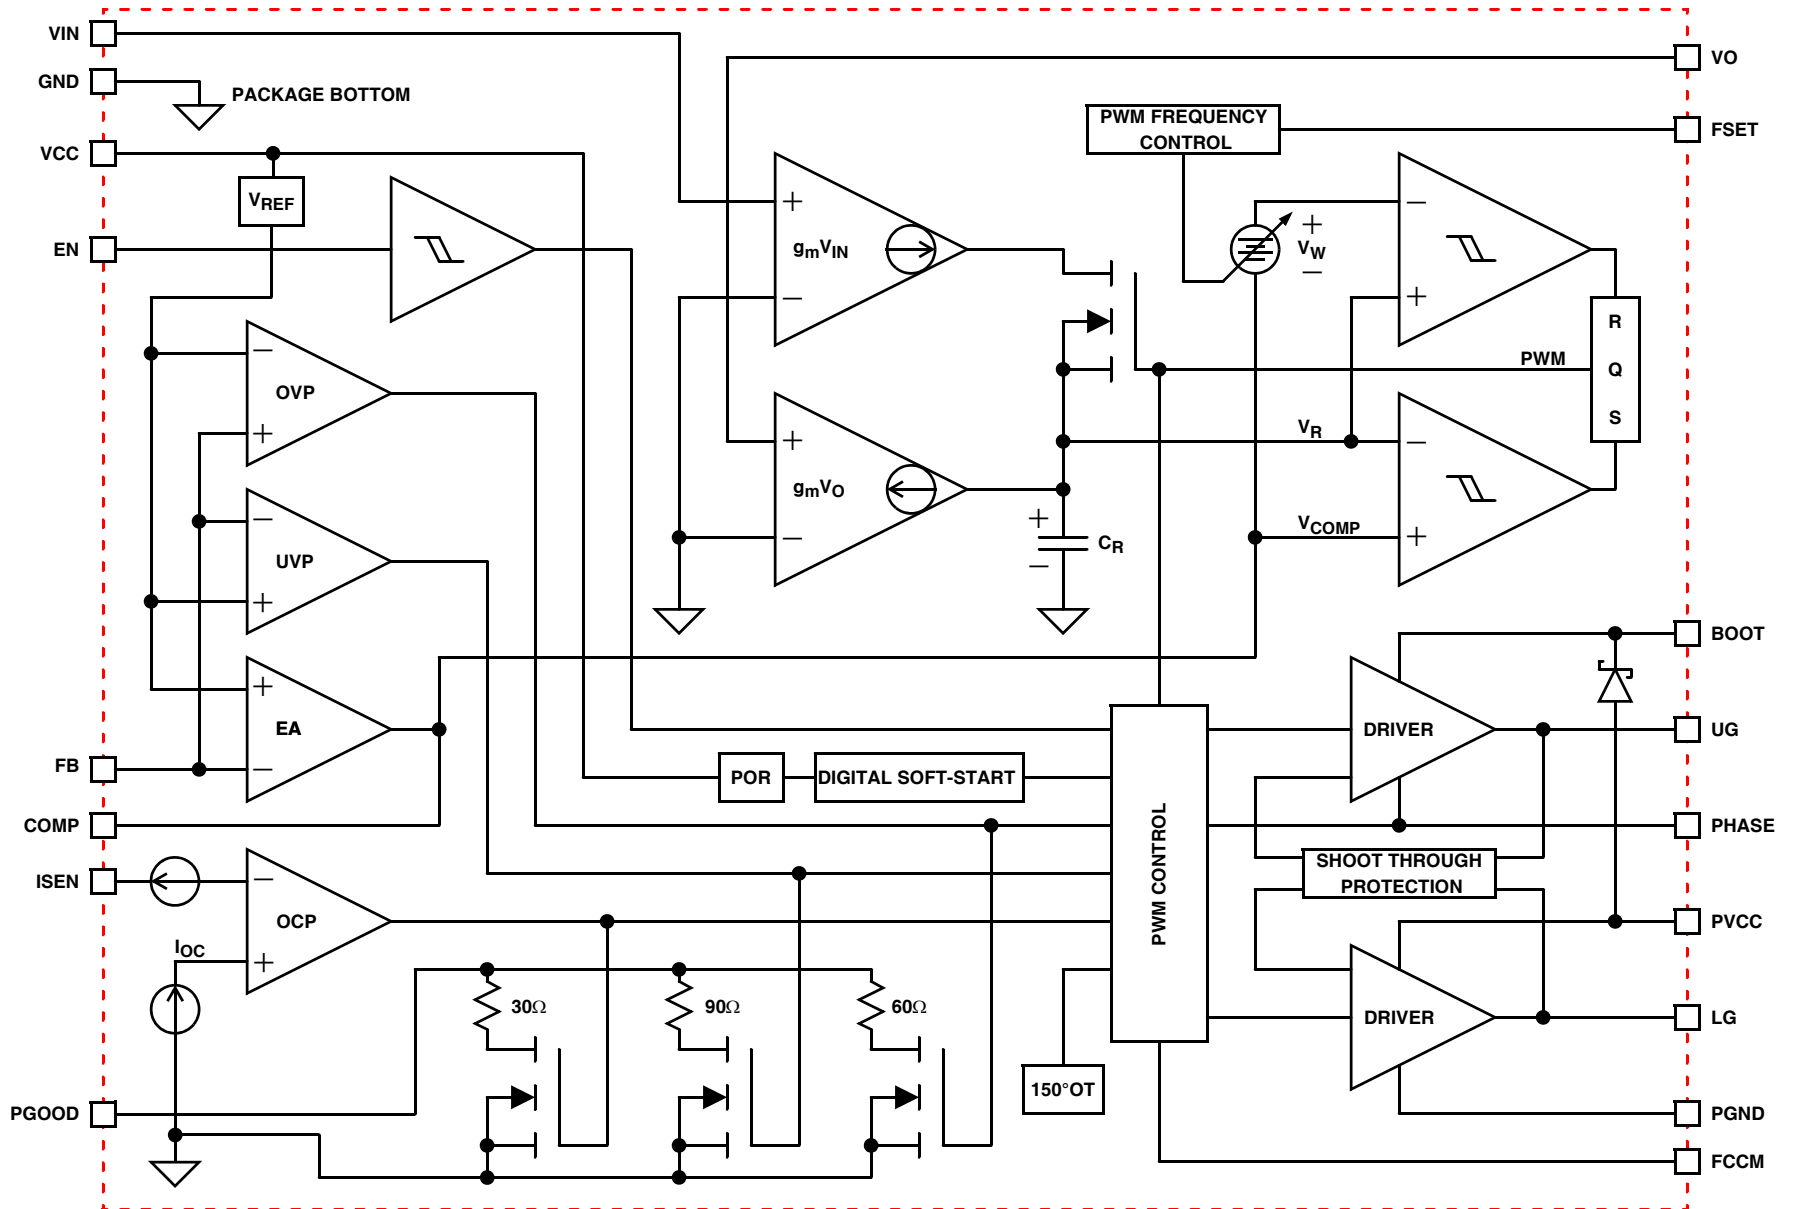 VIN
VO
GND
PACKAGE BOTTOM
PWM FREQUENCY
CONTROL
FSET
VCC
VREF
EN
gmVIN
+
−
+
VW
−
−
+
R
Q
S
PWM
−
OVP
+
+
gmVO
−
VR
−
VCOMP
+
+
CR
−
−
UVP
+
BOOT
+
EA
−
FB
DRIVER
UG
POR
DIGITAL SOFT-START
COMP
PHASE
PWM CONTROL
SHOOT THROUGH
PROTECTION
ISEN
−
OCP
+
IOC
PVCC
30Ω
90Ω
60Ω
DRIVER
LG
150°OT
PGOOD
PGND
FCCM